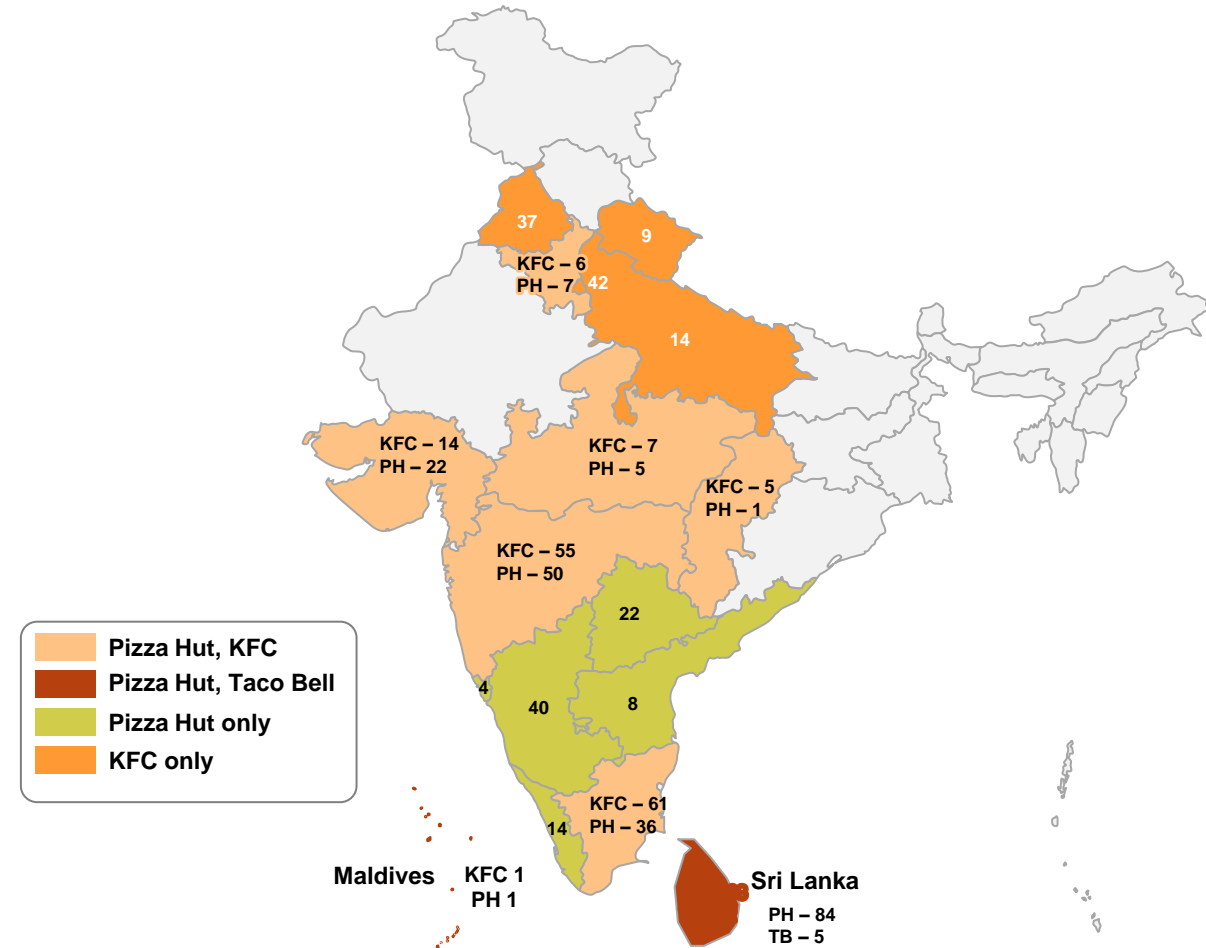 37
9
KFC – 6
PH – 7
42
14
KFC – 14
PH – 22
KFC – 7
PH – 5
KFC – 5
PH – 1
KFC – 55
PH – 50
22
Pizza Hut, KFC
Pizza Hut, Taco Bell
Pizza Hut only
KFC only
4
40
8
KFC – 61
PH – 36
14
Maldives
KFC 1
PH 1
Sri Lanka
PH – 84
TB – 5